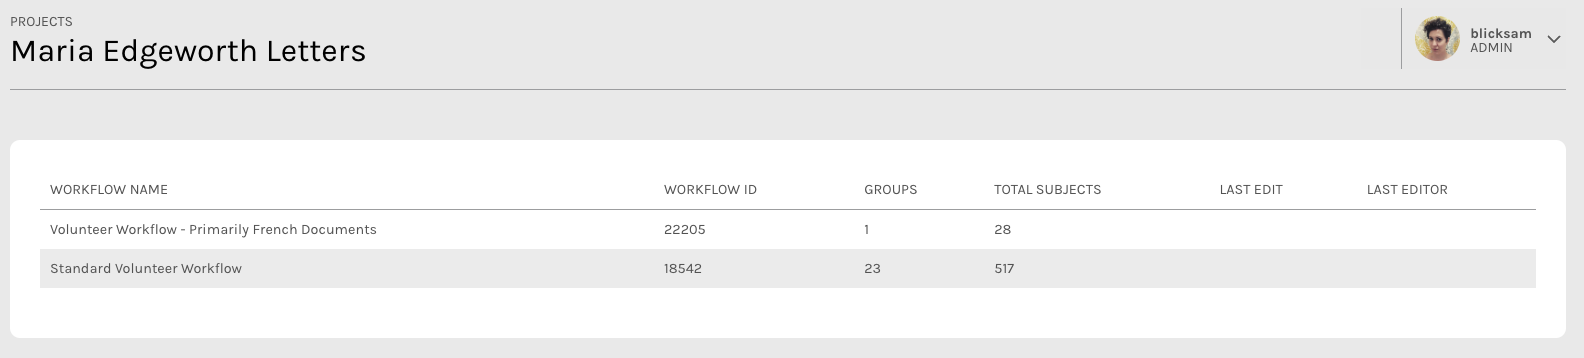 PROJECTS
Maria Edgeworth Letters
blicksam
ADMIN
WORKFLOW NAME WORKFLOW ID GROUPS TOTAL SUBJECTS LAST EDIT LAST EDITOR
Volunteer Workflow - Primarily French Documents 22205 1 28
Standard Volunteer Workflow 18542 23 517